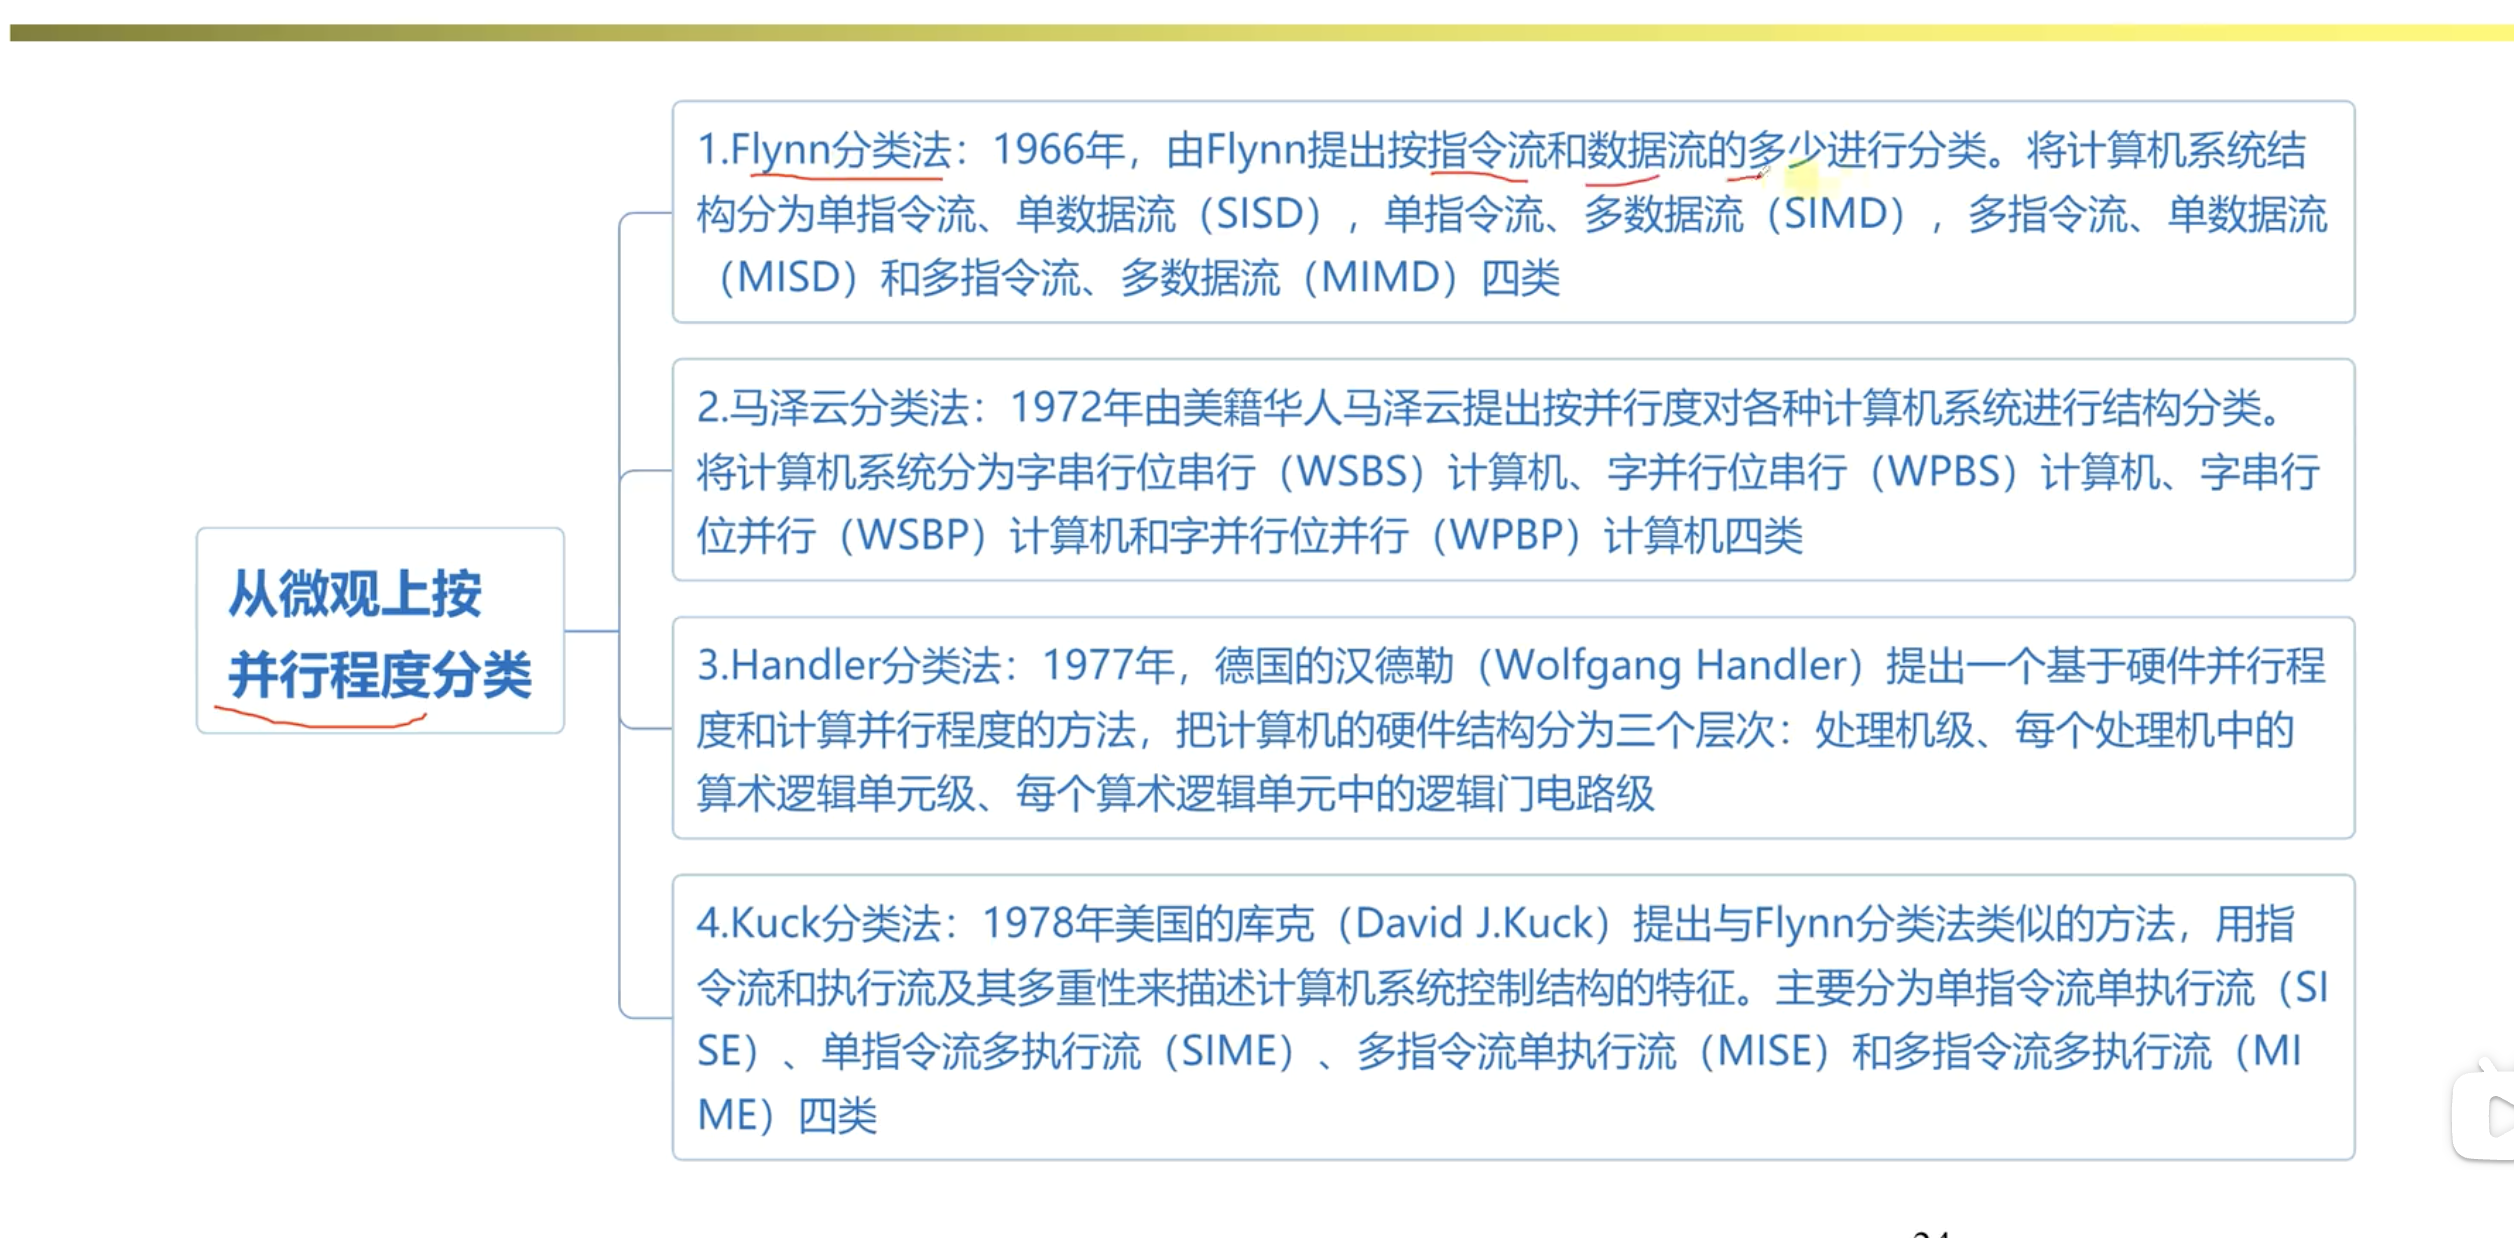 从微观上按
并行程度分类
1.Flynn分类法：1966年，由Flynn提出按指令流和数据流的多少进行分类。将计算机系统结
构分为单指令流、单数据流（SISD），单指令流、多数据流（SIMD），多指令流、单数据流
（MISD）和多指令流、多数据流（MIMD）四类
2.马泽云分类法：1972年由美籍华人马泽云提出按并行度对各种计算机系统进行结构分类。
将计算机系统分为字串行位串行（WSBS）计算机、字并行位串行（WPBS）计算机、字串行
位并行（WSBP）计算机和字并行位并行（WPBP）计算机四类
3.Handler分类法：1977年，德国的汉德勒（Wolfgang Handler）提出一个基于硬件并行程
度和计算并行程度的方法，把计算机的硬件结构分为三个层次：处理机级、每个处理机中的
算术逻辑单元级、每个算术逻辑单元中的逻辑门电路级
4.Kuck分类法：1978年美国的库克（David J.Kuck）提出与Flynn分类法类似的方法，用指
令流和执行流及其多重性来描述计算机系统控制结构的特征。主要分为单指令流单执行流（SI
SE）、单指令流多执行流（SIME）、多指令流单执行流（MISE）和多指令流多执行流（MI
ME）四类